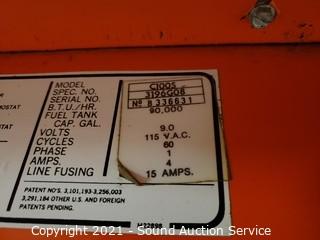 MODEL C100S
SPEC. NO. 3196G08
SERIAL NO. Nº B 336631
B.T.U./HR. 90,000
FUEL TANK
CAP. GAL. 9.0
VOLTS 115 V.A.C.
CYCLES 60
PHASE 1
AMPS. 4
LINE FUSING 15 AMPS.
PATENT NO'S. 3,101,193-3,256,003
3,291,184 OTHER U.S. AND FOREIGN
PATENTS PENDING.
Copyright 2021 - Sound Auction Service